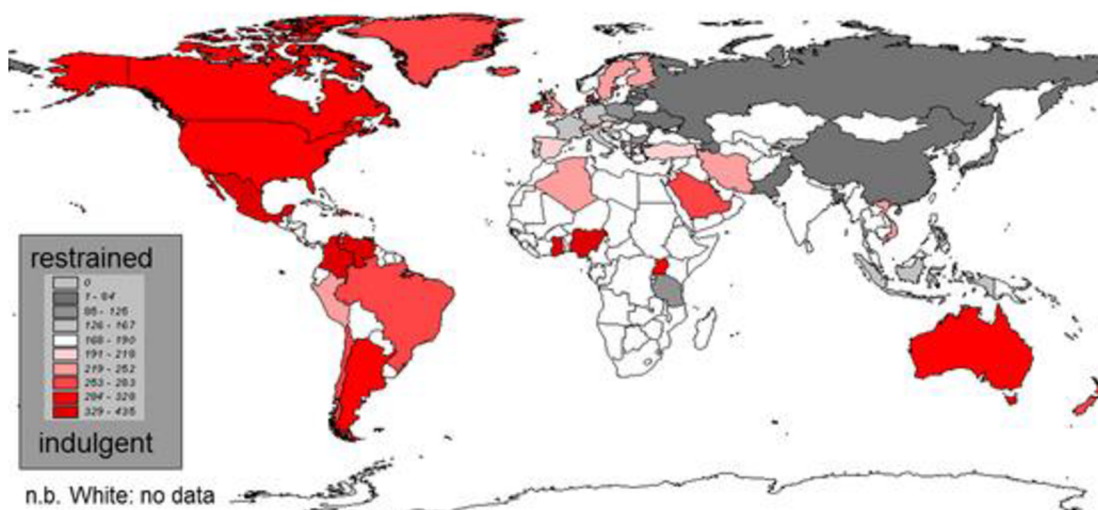 restrained
0
1 - 84
85 - 125
126 - 167
168 - 190
191 - 218
219 - 252
253 - 283
284 - 328
329 - 435
indulgent
n.b. White: no data